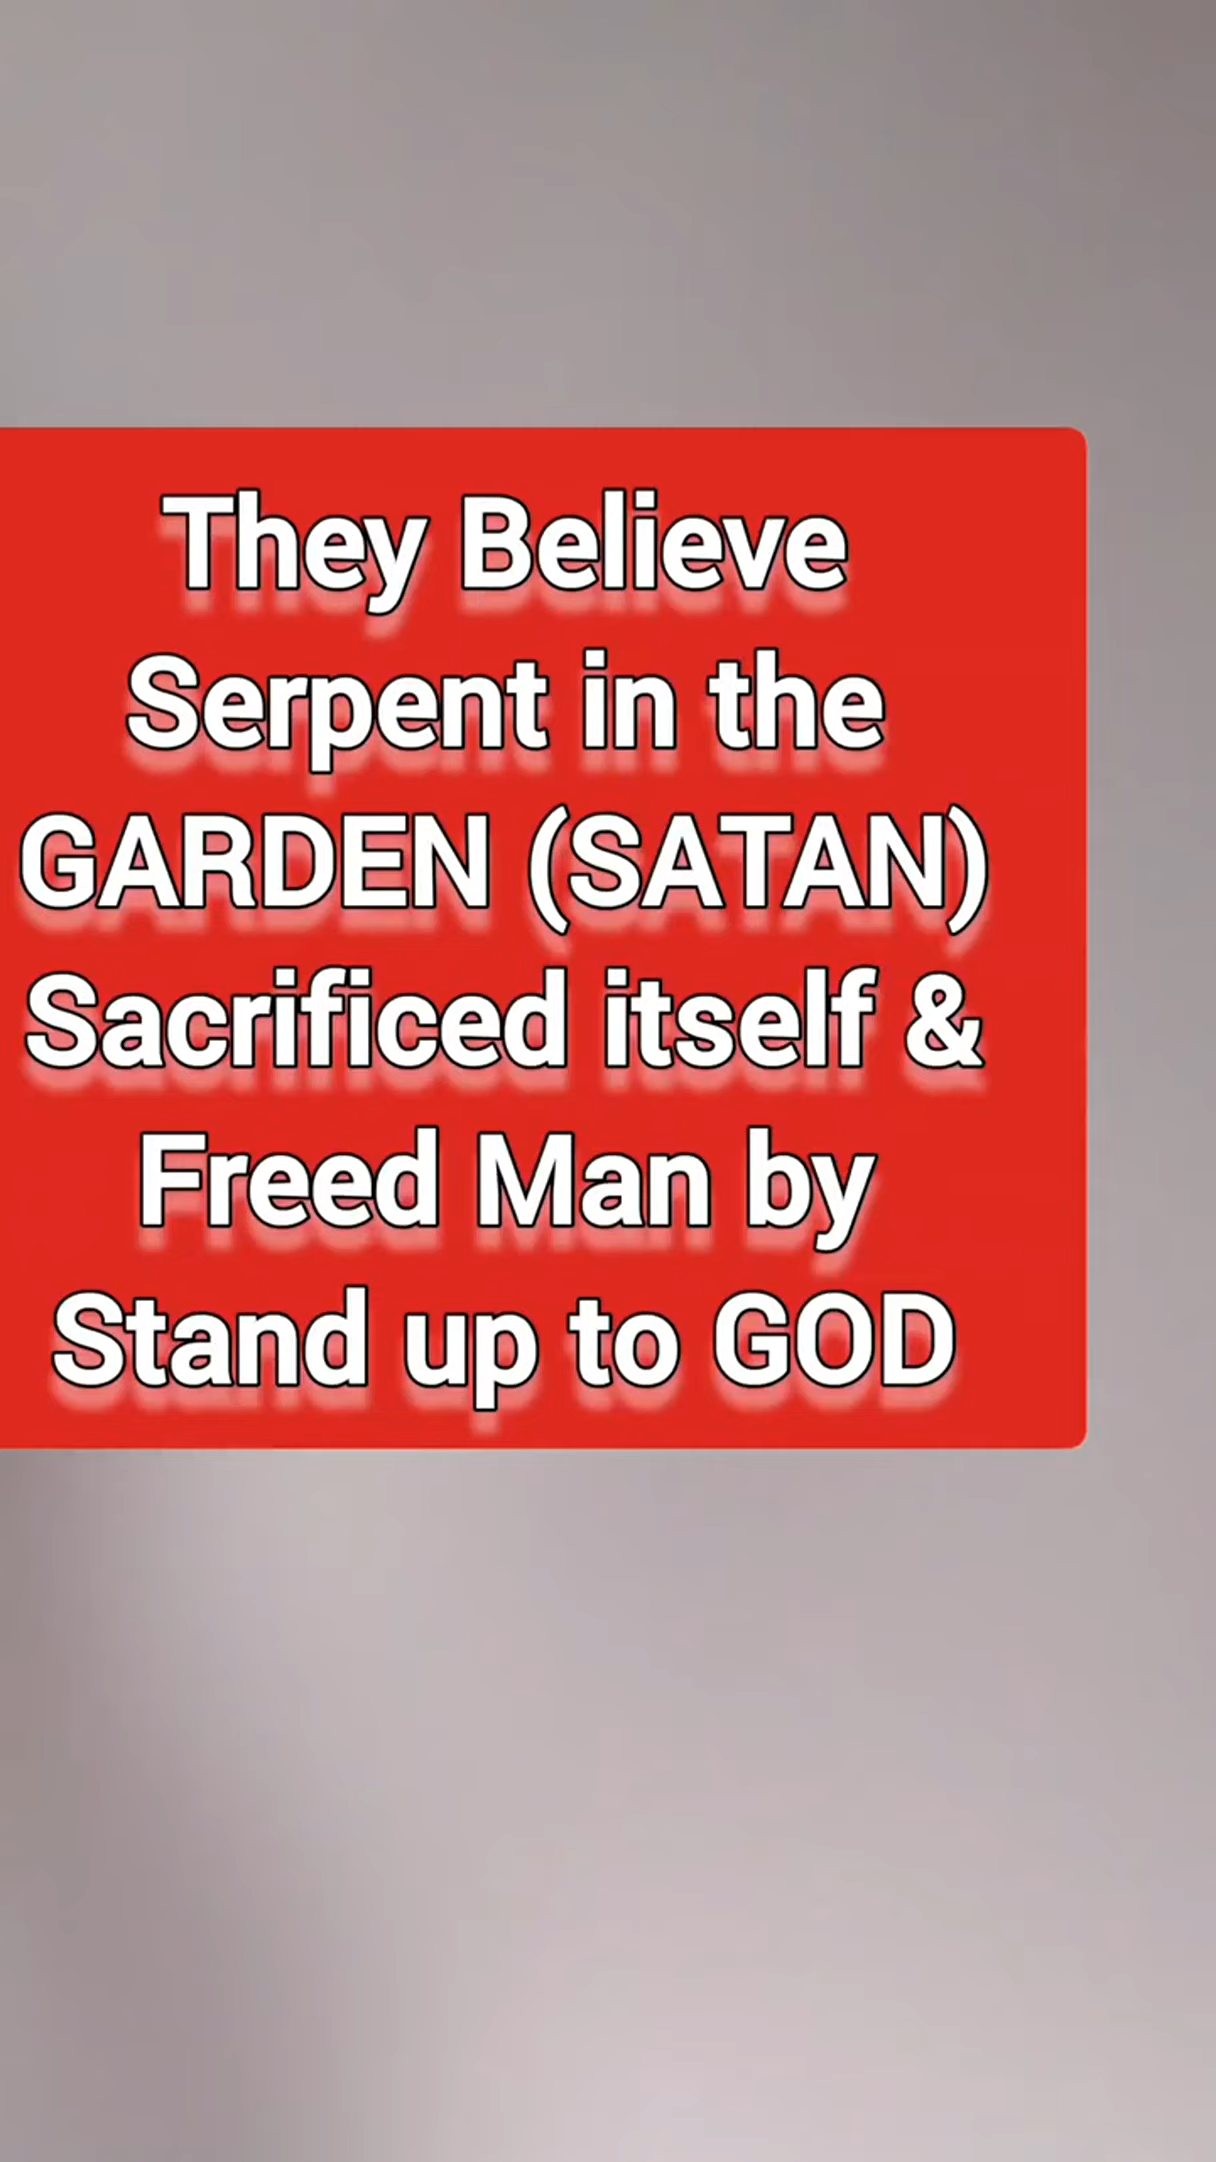 They Believe
Serpent in the
GARDEN (SATAN)
Sacrificed itself &
Freed Man by
Stand up to GOD